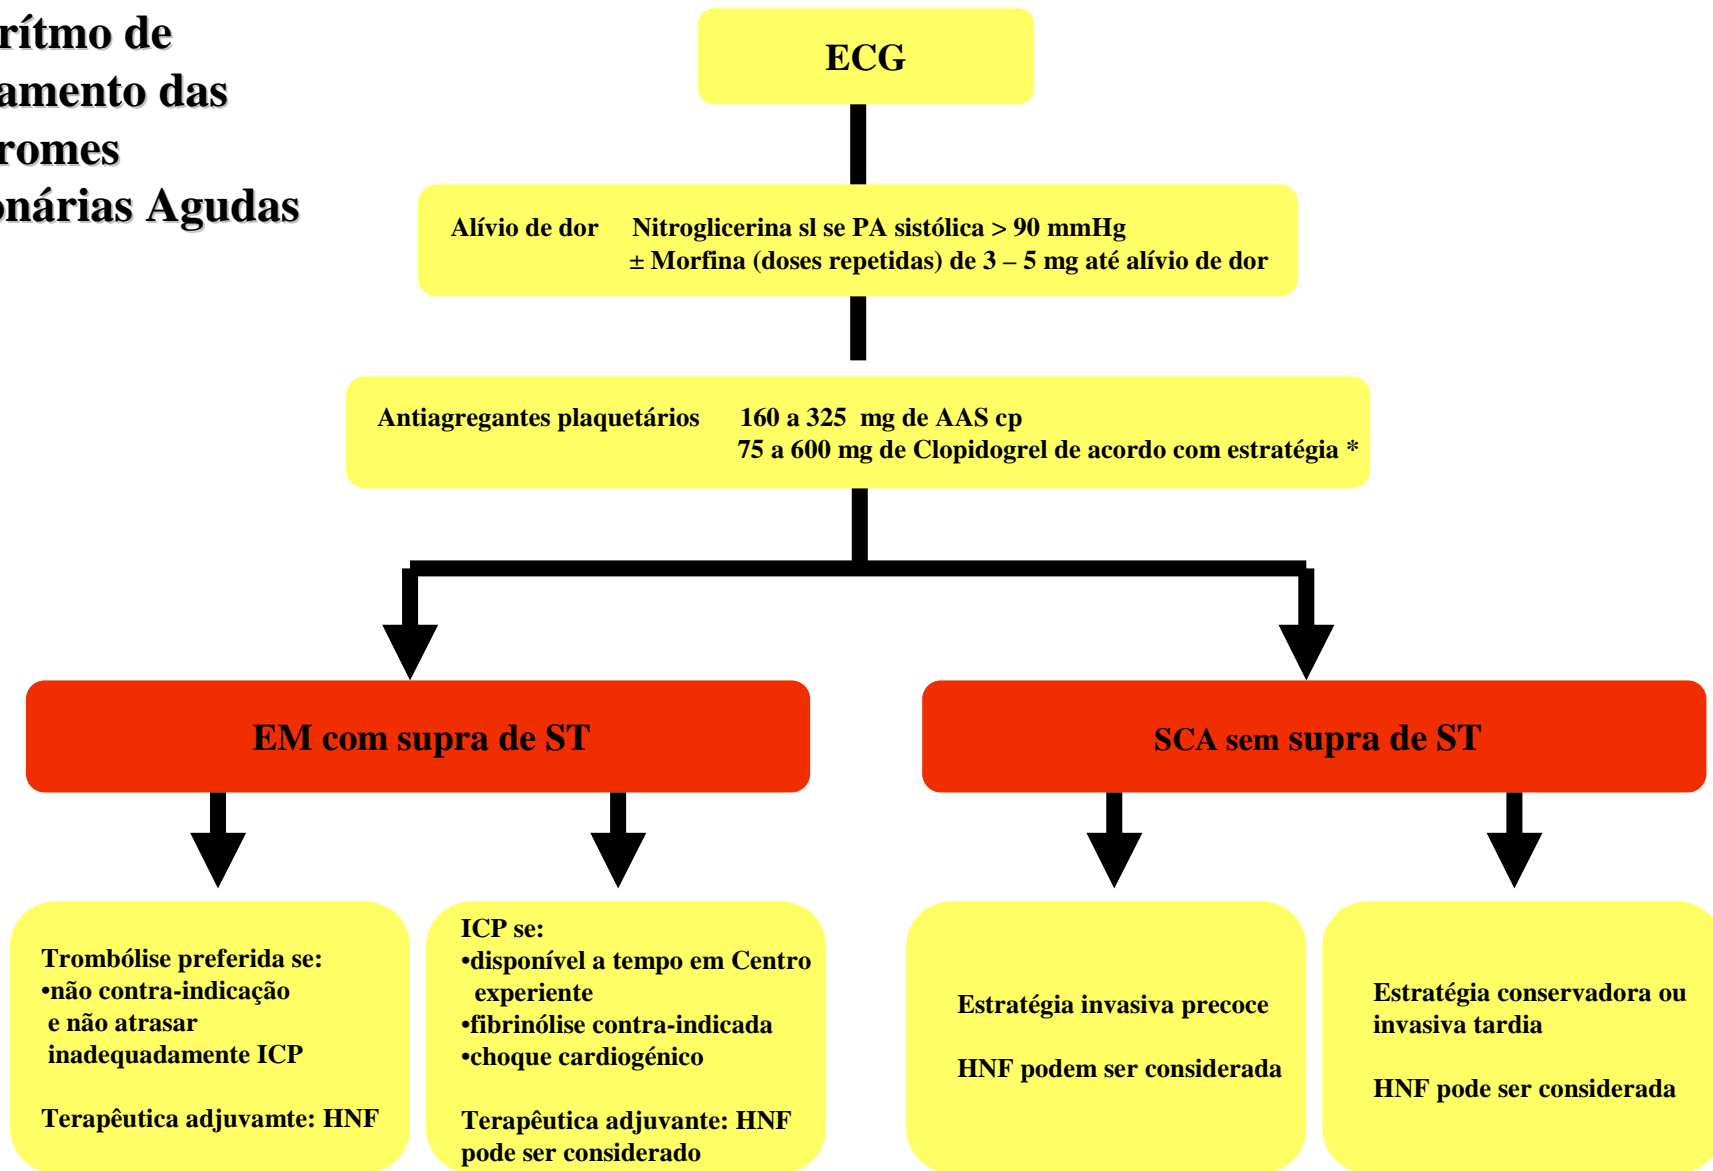 rítmo de
amento das
romes
onárias Agudas
ECG
Alívio de dor Nitroglicerina sl se PA sistólica > 90 mmHg
± Morfina (doses repetidas) de 3 – 5 mg até alívio de dor
Antiagregantes plaquetários 160 a 325 mg de AAS cp
75 a 600 mg de Clopidogrel de acordo com estratégia *
EM com supra de ST
SCA sem supra de ST
Trombólise preferida se:
•não contra-indicação
e não atrasar
inadequadamente ICP
Terapêutica adjuvamte: HNF
ICP se:
•disponível a tempo em Centro
experiente
•fibrinólise contra-indicada
•choque cardiogénico
Terapêutica adjuvante: HNF
pode ser considerado
Estratégia invasiva precoce
HNF podem ser considerada
Estratégia conservadora ou
invasiva tardia
HNF pode ser considerada